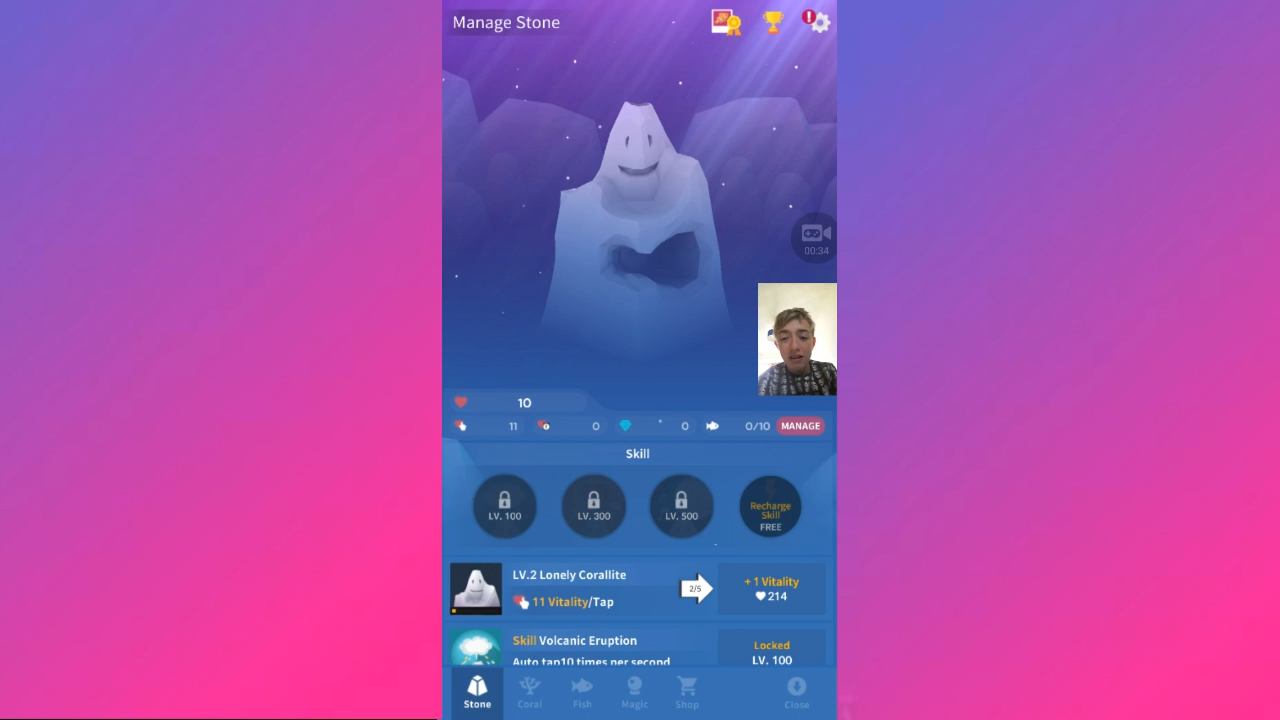 Manage Stone
00:34
10
11
0
0
0/10
MANAGE
Skill
LV. 100
LV. 300
LV. 500
Recharge
Skill
FREE
LV.2 Lonely Corallite
11 Vitality/Tap
2/5
+ 1 Vitality
214
Skill Volcanic Eruption
Auto tap10 times per second
Locked
LV. 100
Stone
Coral
Fish
Magic
Shop
Close